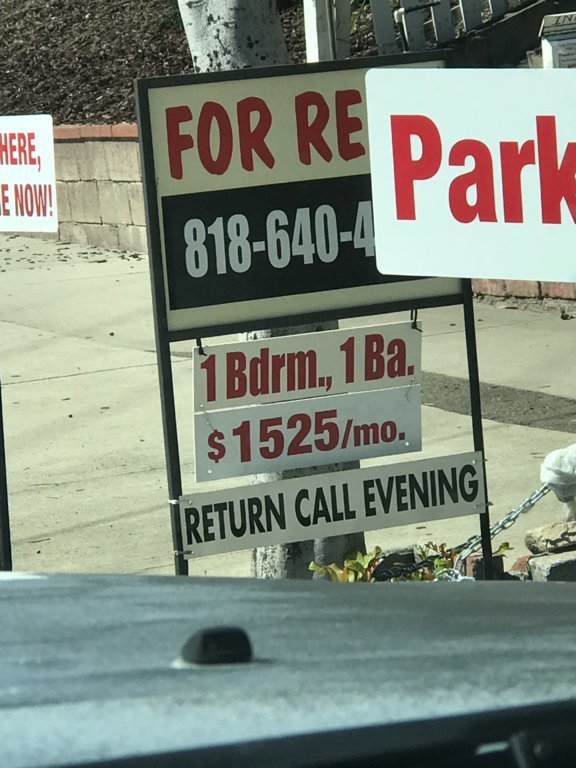 HERE,
E NOW!
FOR RE
818-640-4
Park
1 Bdrm., 1 Ba.
$1525/mo.
RETURN CALL EVENING